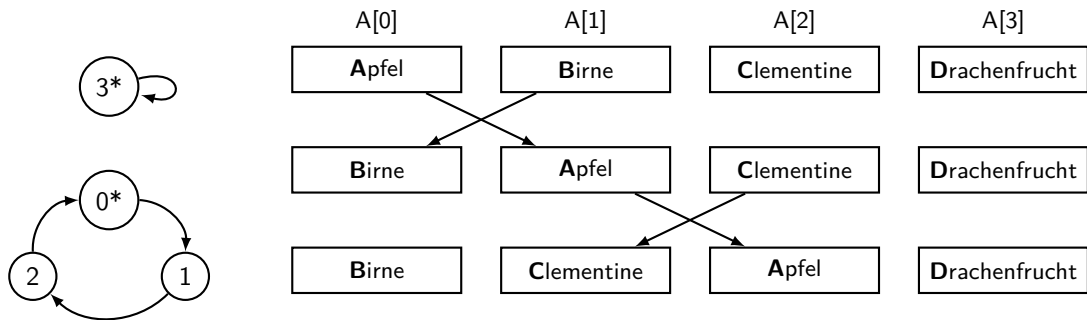 A[0] A[1] A[2] A[3]
3*
Apfel Birne Clementine Drachenfrucht
Birne Apfel Clementine Drachenfrucht
0*
2 1
Birne Clementine Apfel Drachenfrucht